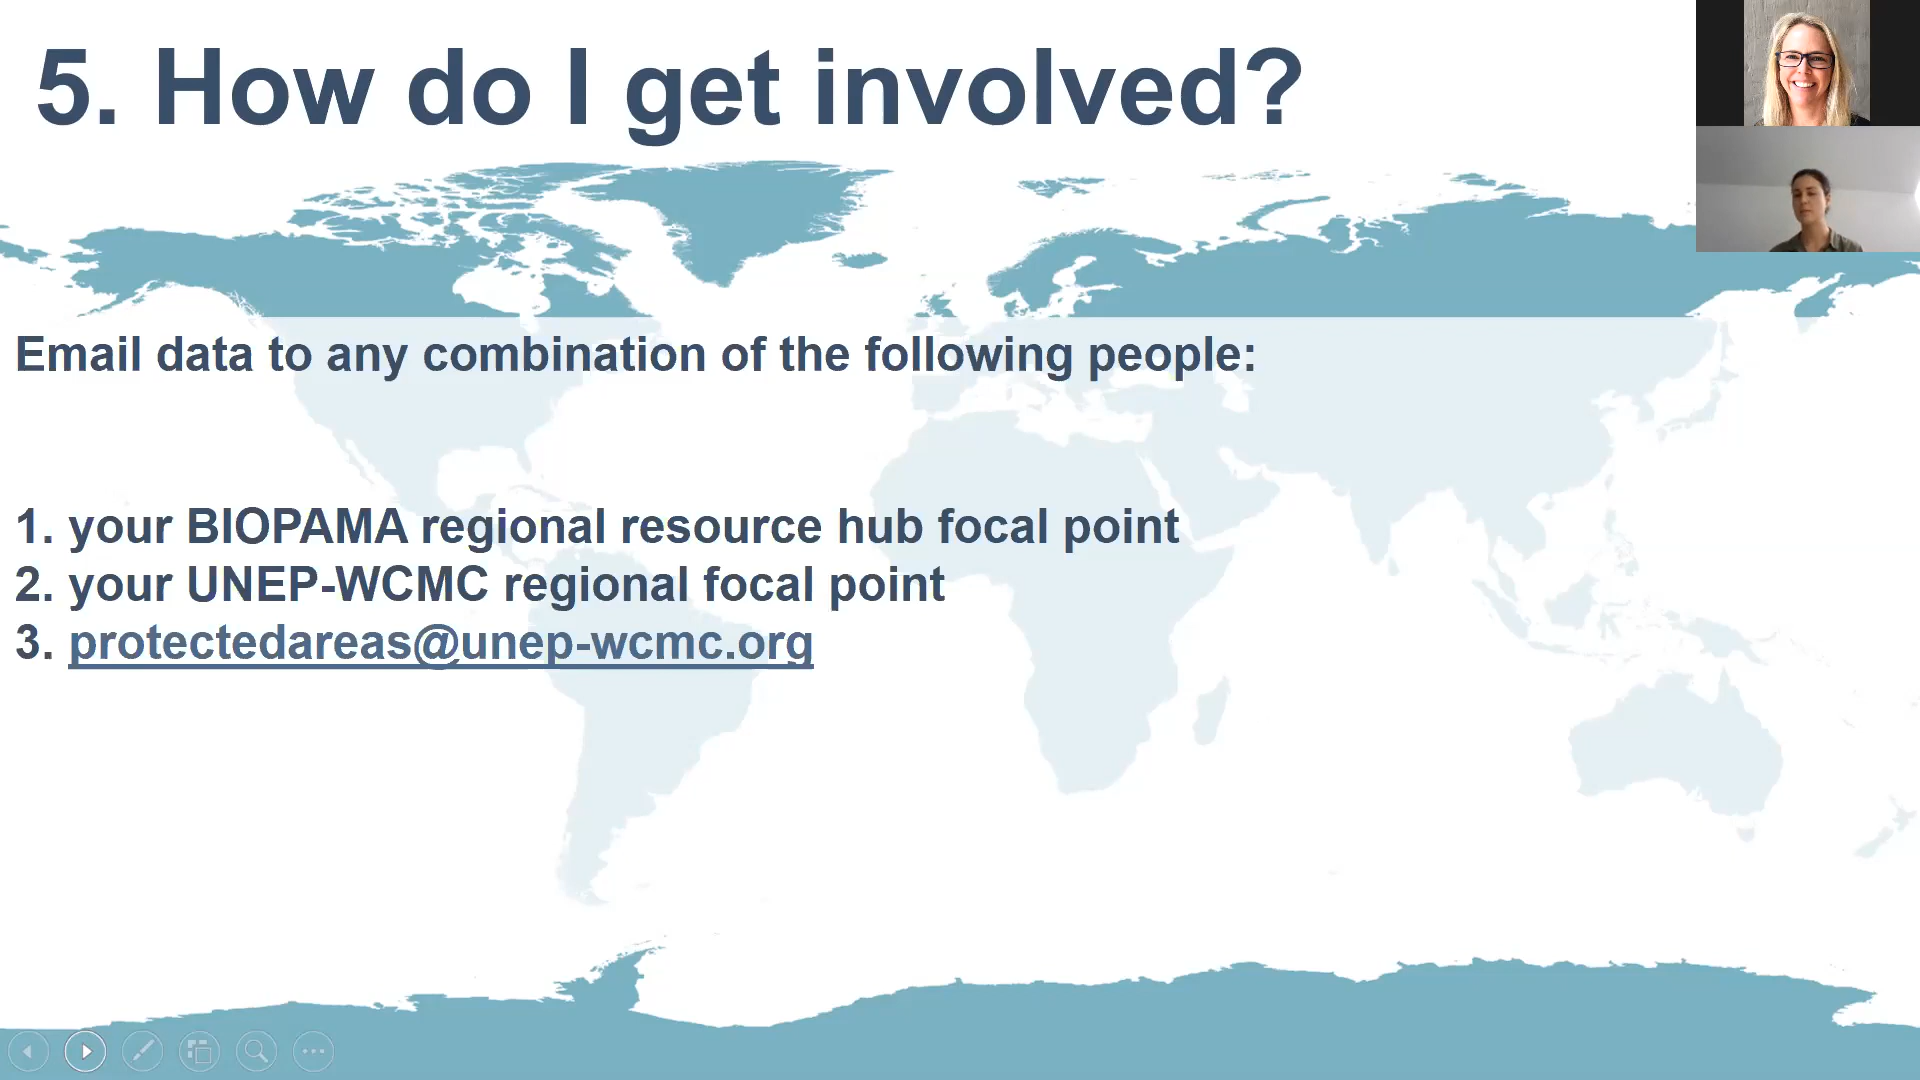 5. How do I get involved?
Email data to any combination of the following people:
1. your BIOPAMA regional resource hub focal point
2. your UNEP-WCMC regional focal point
3. protectedareas@unep-wcmc.org